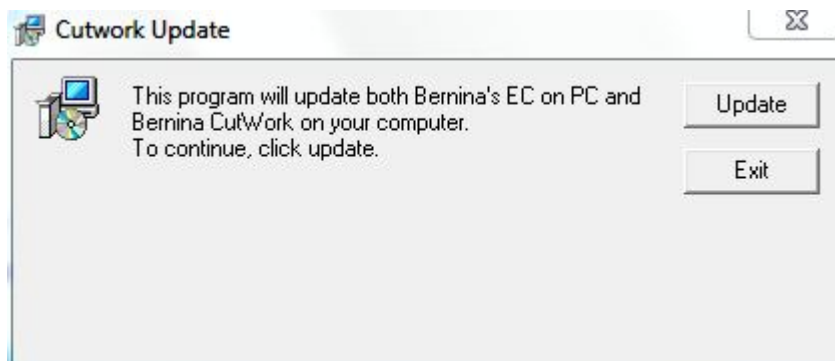 Cutwork Update
This program will update both Bernina's EC on PC and
Bernina CutWork on your computer.
To continue, click update.
Update
Exit